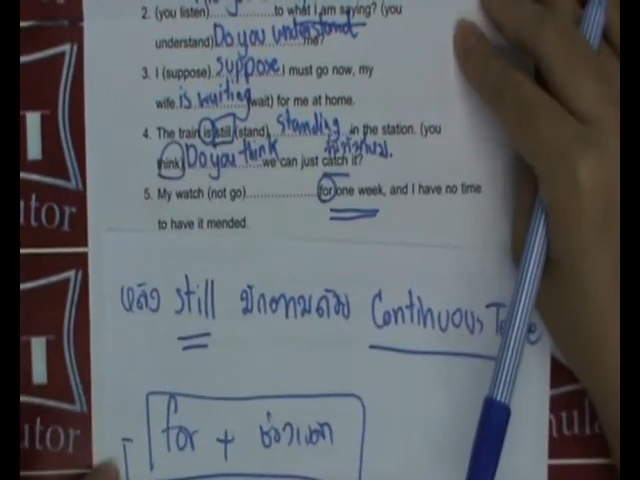 2. (you listen)..............to what I am saying? (you
understand) Do you understand me?
3. I (suppose). suppose I must go now, my
wife is waiting (wait) for me at home.
4. The train is still (stand) standing in the station. (you
think) Do you think we can just catch it?
5. My watch (not go)....................for one week, and I have no time
to have it mended.
หลัง still มักตามด้วย Continuous
for + ช่วงเวลา
T
utor
T
utor